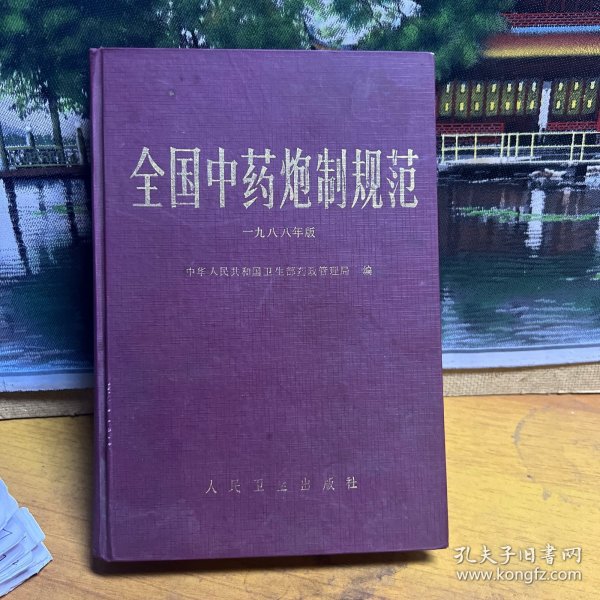 全国中药炮制规范
一九八八年版
中华人民共和国卫生部药政管理局 编
人民卫生出版社
孔夫子旧书网
www.kongfz.com